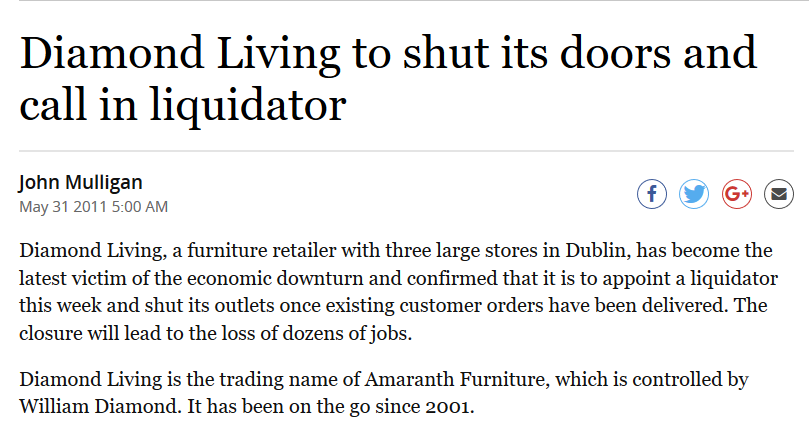 Diamond Living to shut its doors and
call in liquidator
John Mulligan
May 31 2011 5:00 AM
f
G+
Diamond Living, a furniture retailer with three large stores in Dublin, has become the
latest victim of the economic downturn and confirmed that it is to appoint a liquidator
this week and shut its outlets once existing customer orders have been delivered. The
closure will lead to the loss of dozens of jobs.
Diamond Living is the trading name of Amaranth Furniture, which is controlled by
William Diamond. It has been on the go since 2001.